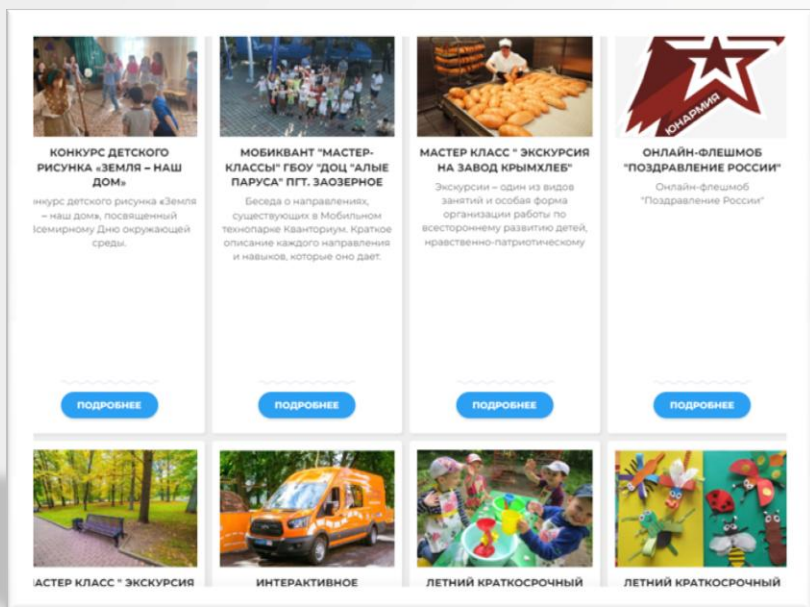 КОНКУРС ДЕТСКОГО
РИСУНКА «ЗЕМЛЯ – НАШ
ДОМ»
нкурс детского рисунка «Земля
– наш дом», посвященный
Всемирному Дню окружающей
среды.
ПОДРОБНЕЕ
МОБИКВАНТ "МАСТЕР-
КЛАССЫ" ГБОУ "ДОЦ "АЛЫЕ
ПАРУСА" ПГТ. ЗАОЗЕРНОЕ
Беседа о направлениях,
существующих в Мобильном
технопарке Кванториум. Краткое
описание каждого направления
и навыков, которые оно дает.
ПОДРОБНЕЕ
МАСТЕР КЛАСС " ЭКСКУРСИЯ
НА ЗАВОД КРЫМХЛЕБ"
Экскурсии – один из видов
занятий и особая форма
организации работы по
всестороннему развитию детей,
нравственно-патриотическому
ПОДРОБНЕЕ
ЮНАРМИЯ
ОНЛАЙН-ФЛЕШМОБ
"ПОЗДРАВЛЕНИЕ РОССИИ"
Онлайн-флешмоб
"Поздравление России"
ПОДРОБНЕЕ
АСТЕР КЛАСС " ЭКСКУРСИЯ
ИНТЕРАКТИВНОЕ
ЛЕТНИЙ КРАТКОСРОЧНЫЙ
ЛЕТНИЙ КРАТКОСРОЧНЫЙ